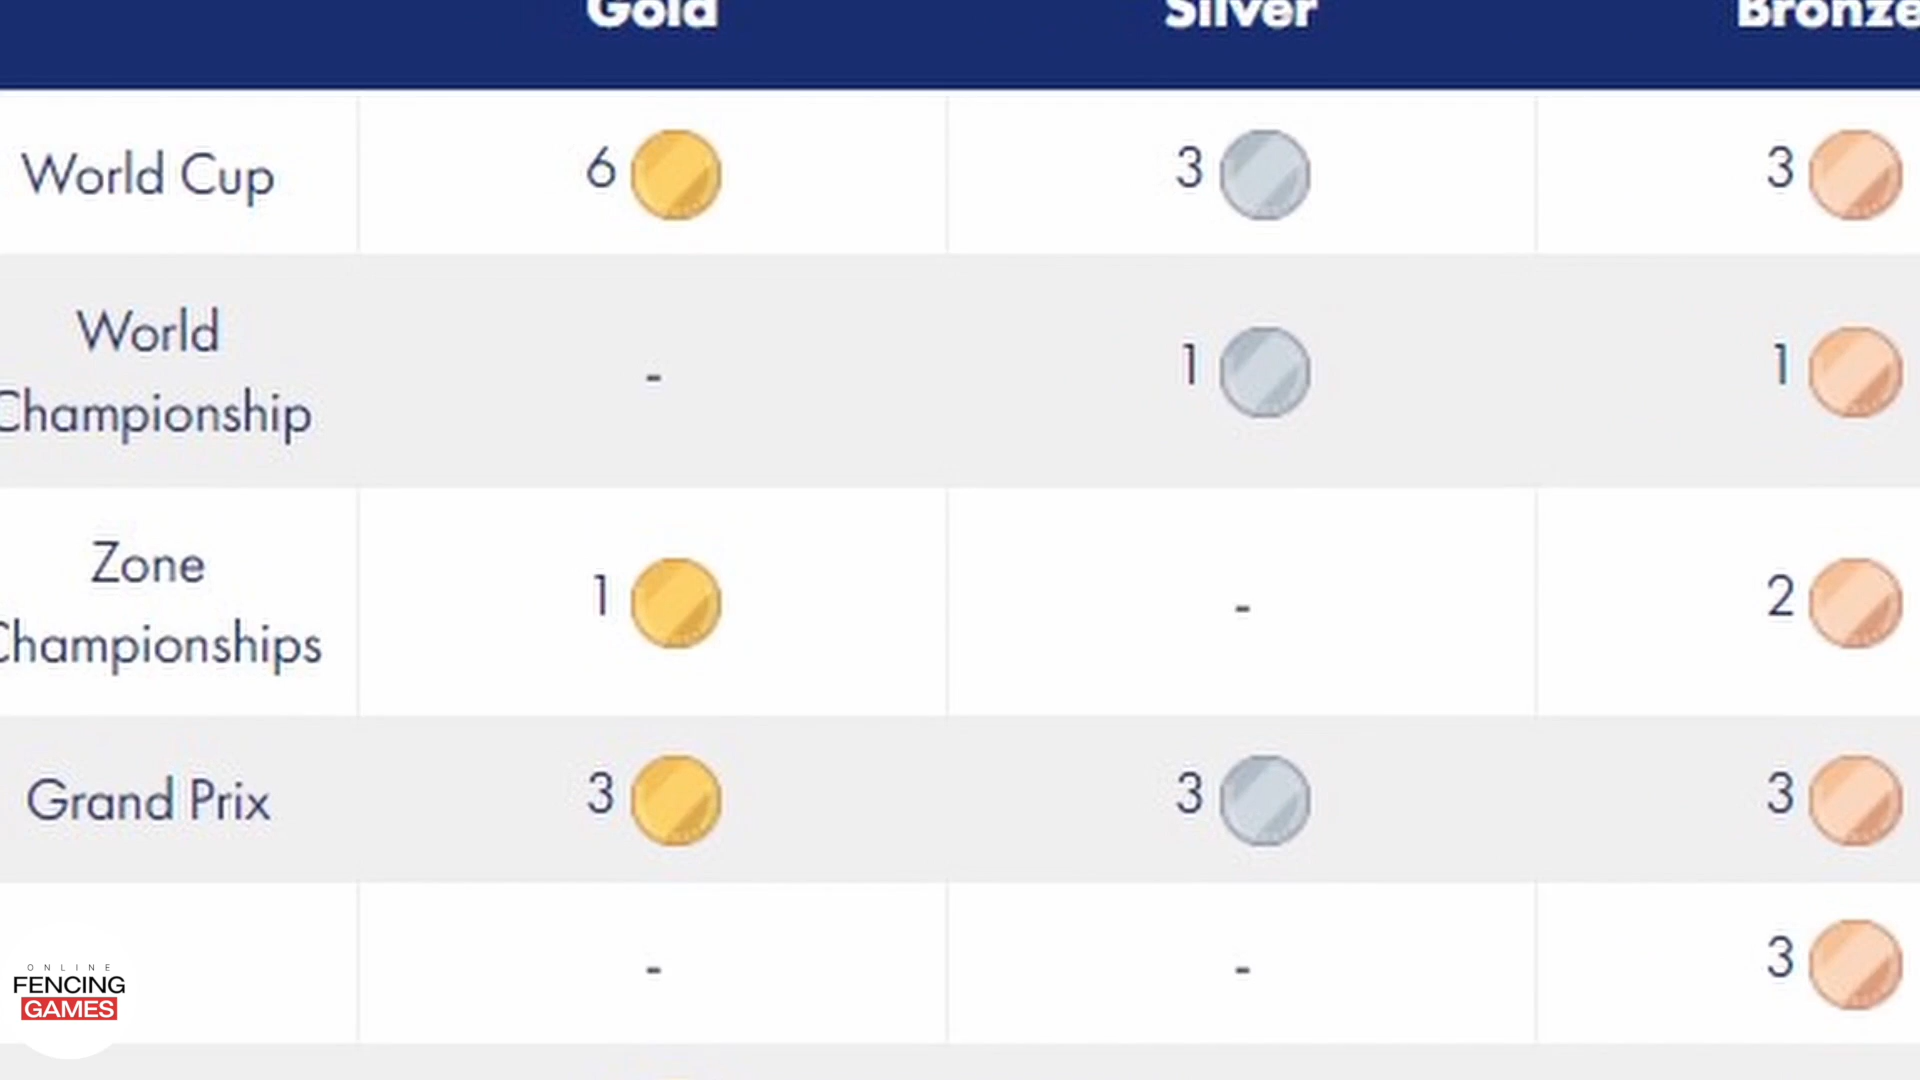 Gold Silver Bronze
World Cup 6 3 3
World
Championship - 1 1
Zone
Championships 1 - 2
Grand Prix 3 3 3
- - 3
ONLINE
FENCING
GAMES